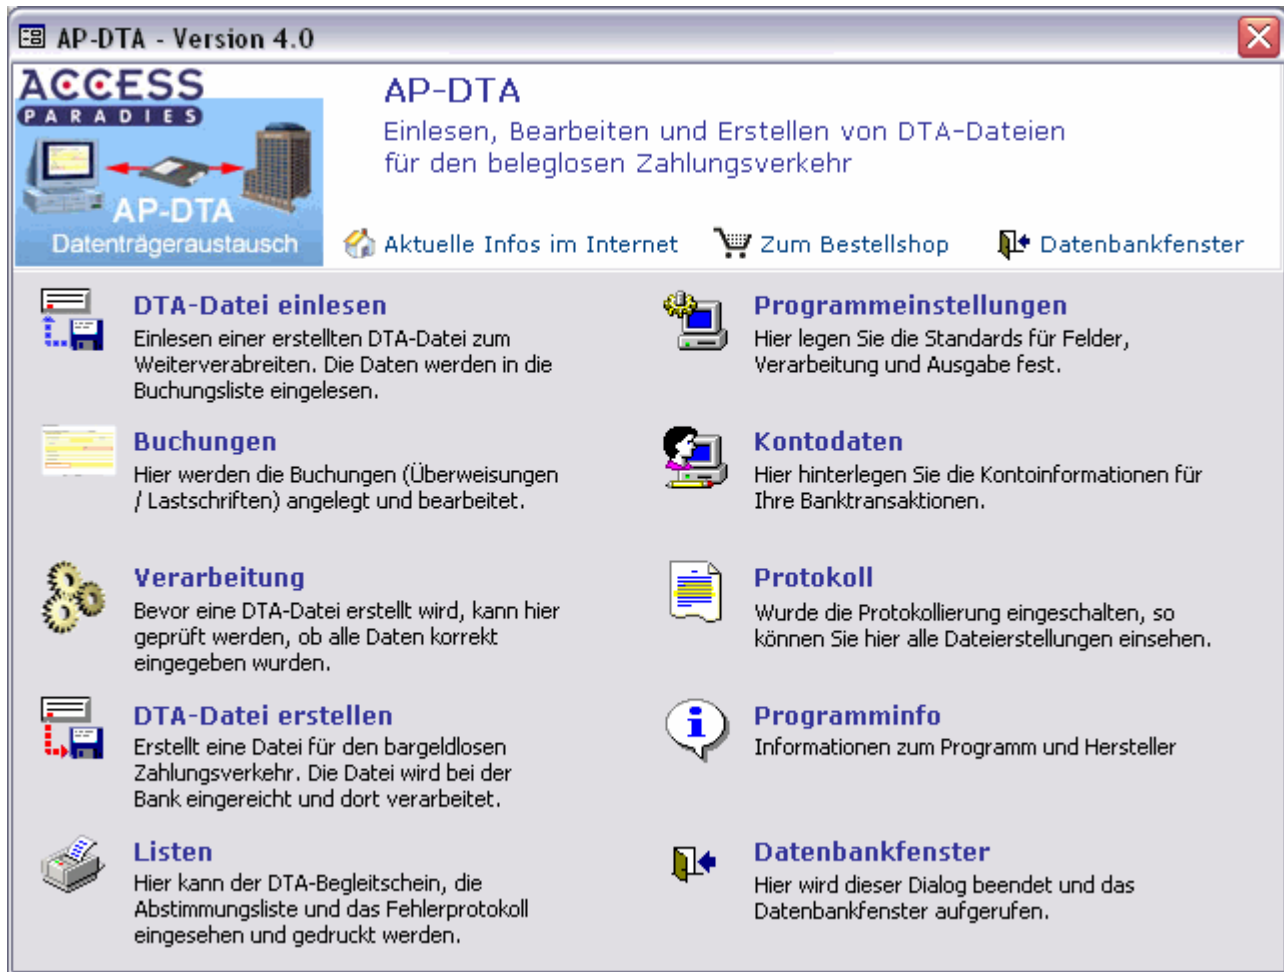 AP-DTA - Version 4.0
ACCESS
PARADIES
AP-DTA
Datenträgeraustausch
AP-DTA
Einlesen, Bearbeiten und Erstellen von DTA-Dateien
für den beleglosen Zahlungsverkehr
Aktuelle Infos im Internet
Zum Bestellshop
Datenbankfenster
DTA-Datei einlesen
Einlesen einer erstellten DTA-Datei zum
Weiterverabreiten. Die Daten werden in die
Buchungsliste eingelesen.
Buchungen
Hier werden die Buchungen (Überweisungen
/ Lastschriften) angelegt und bearbeitet.
Verarbeitung
Bevor eine DTA-Datei erstellt wird, kann hier
geprüft werden, ob alle Daten korrekt
eingegeben wurden.
DTA-Datei erstellen
Erstellt eine Datei für den bargeldlosen
Zahlungsverkehr. Die Datei wird bei der
Bank eingereicht und dort verarbeitet.
Listen
Hier kann der DTA-Begleitschein, die
Abstimmungsliste und das Fehlerprotokoll
eingesehen und gedruckt werden.
Programmeinstellungen
Hier legen Sie die Standards für Felder,
Verarbeitung und Ausgabe fest.
Kontodaten
Hier hinterlegen Sie die Kontoinformationen für
Ihre Banktransaktionen.
Protokoll
Wurde die Protokollierung eingeschalten, so
können Sie hier alle Dateierstellungen einsehen.
Programminfo
Informationen zum Programm und Hersteller
Datenbankfenster
Hier wird dieser Dialog beendet und das
Datenbankfenster aufgerufen.